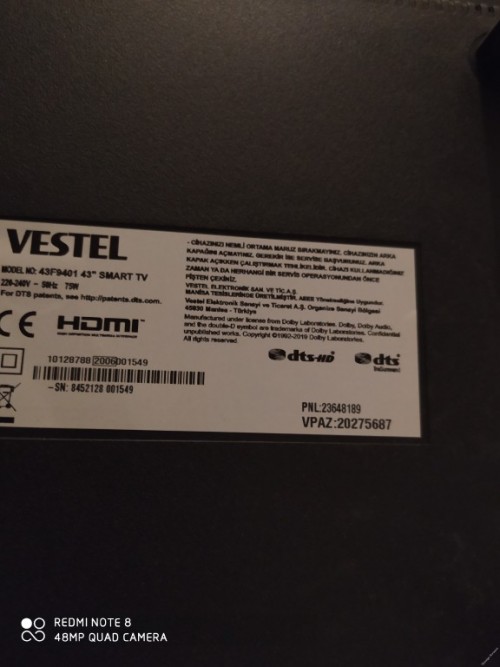 VESTEL
MODEL NO: 43F9401 43" SMART TV
220-240V ~ 50Hz 75W
For DTS patents, see http://patents.dts.com.
CE HDMI™
10128788 2006 001549
-SN: 8452128 001549
- CİHAZINIZI NEMLİ ORTAMA MARUZ BIRAKMAYINIZ. CİHAZINIZIN ARKA
KAPAĞINI AÇMAYINIZ. GEREKİRSE İSE SERVİSE BAŞVURUNUZ. ARKA
KAPAK AÇIKKEN ÇALIŞTIRMAK TEHLİKELİDİR. CİHAZI KULLANMADIĞINIZ
ZAMAN YA DA HERHANGİ BİR SERVİS OPERASYONUNDAN ÖNCE
FİŞTEN ÇEKİNİZ.
VESTEL ELEKTRONİK SAN. VE TİC A.Ş.
MANİSA TESİSLERİNDE ÜRETİLMİŞTİR. AEEE Yönetmeliğine Uygundur.
Vestel Elektronik Sanayi ve Ticaret A.Ş. Organize Sanayi Bölgesi
45030 Manisa - Türkiye
Manufactured under license from Dolby Laboratories. Dolby, Dolby Audio,
and the double-D symbol are trademarks of Dolby Laboratories. Confidential
unpublished works. Copyright ©1992-2019 Dolby Laboratories.
All rights reserved.
dts-HD dts
TruSurround
PNL:23648189
VPAZ:20275687
REDMI NOTE 8
48MP QUAD CAMERA